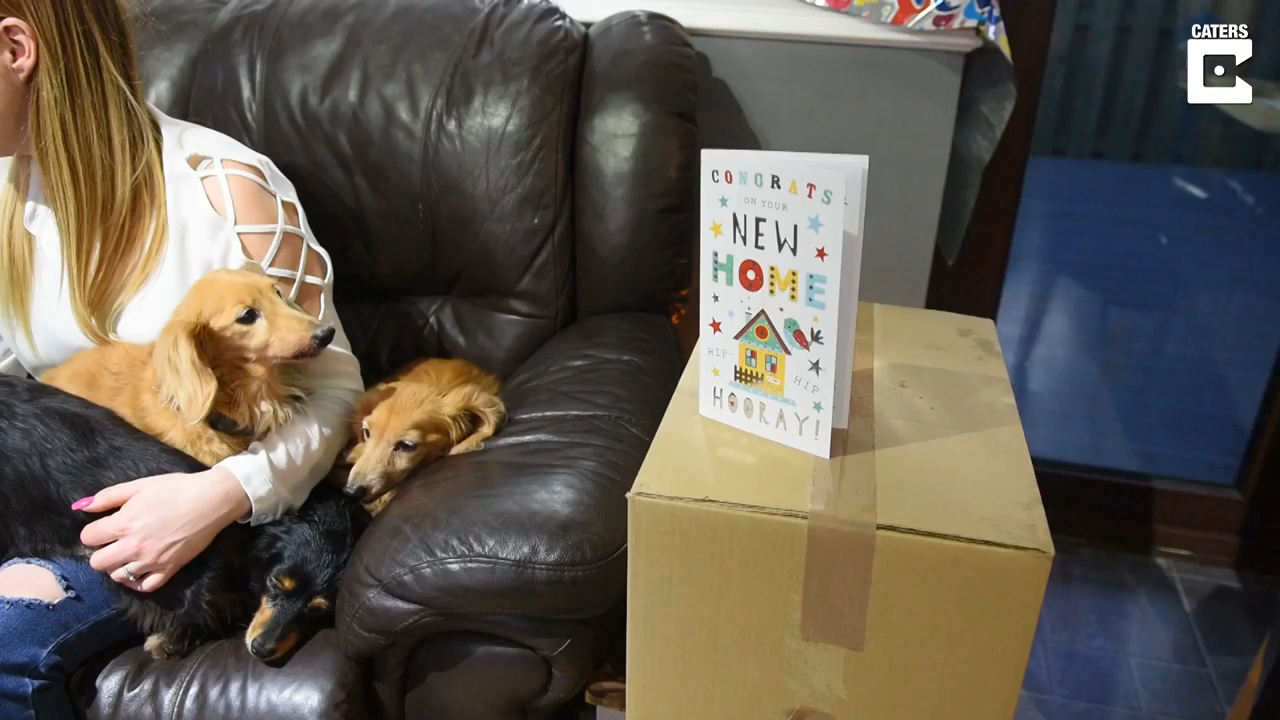 CATERS
CONGRATS
ON YOUR
NEW
HOME
HIP-
HIP
HOORAY!